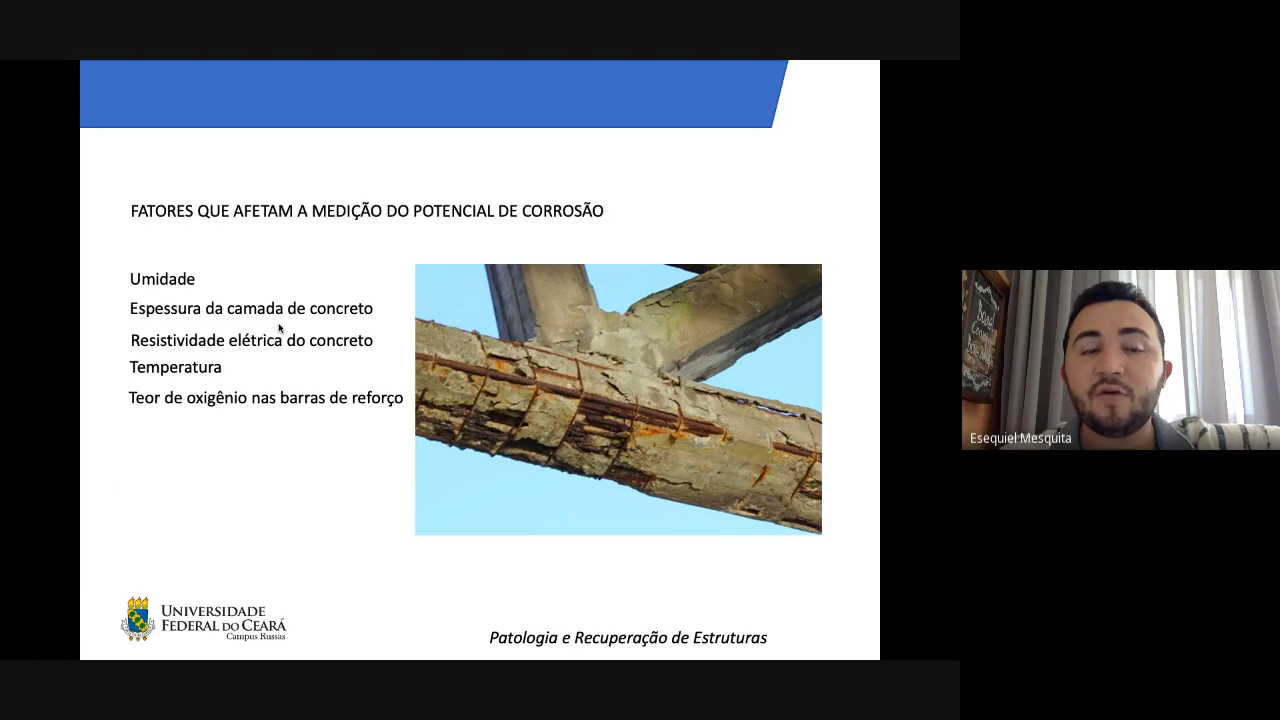 FATORES QUE AFETAM A MEDIÇÃO DO POTENCIAL DE CORROSÃO
Umidade
Espessura da camada de concreto
Resistividade elétrica do concreto
Temperatura
Teor de oxigênio nas barras de reforço
UNIVERSIDADE
FEDERAL DO CEARÁ
Campus Russas
Patologia e Recuperação de Estruturas
Esequiel Mesquita